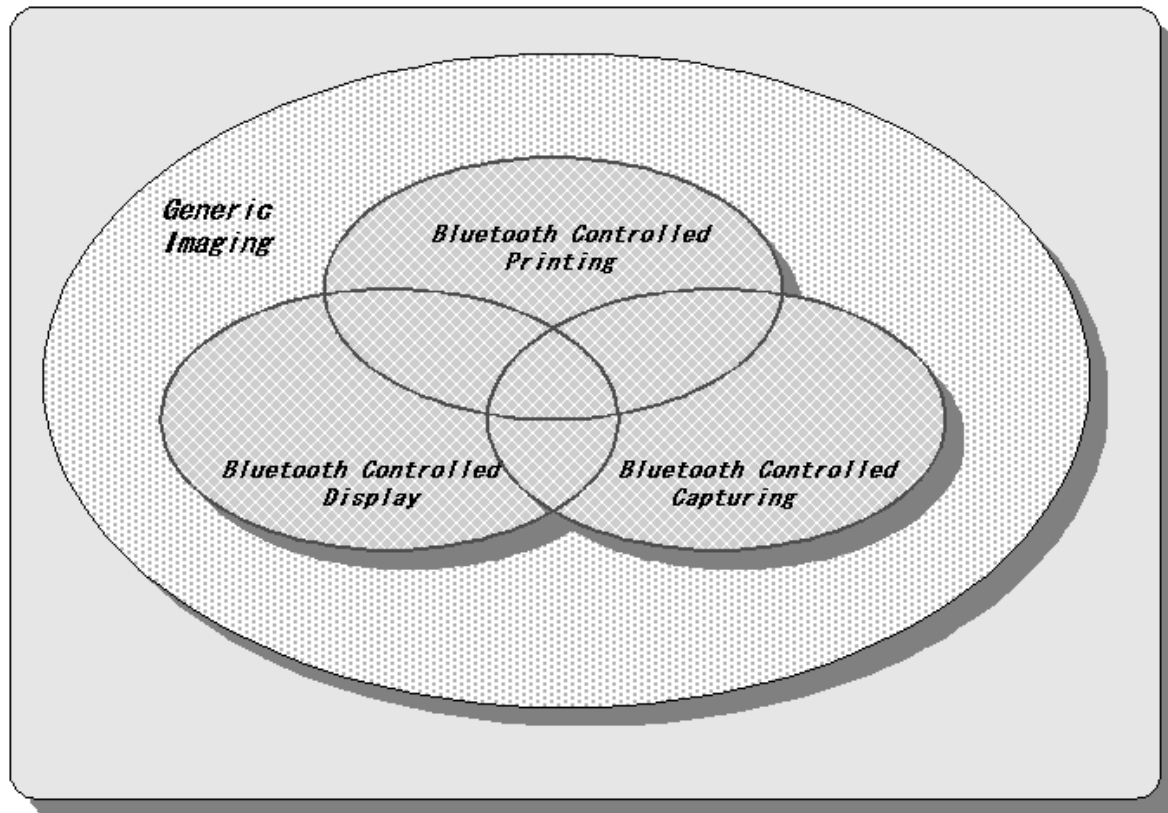 Generic
Imaging
Bluetooth Controlled
Printing
Bluetooth Controlled
Display
Bluetooth Controlled
Capturing